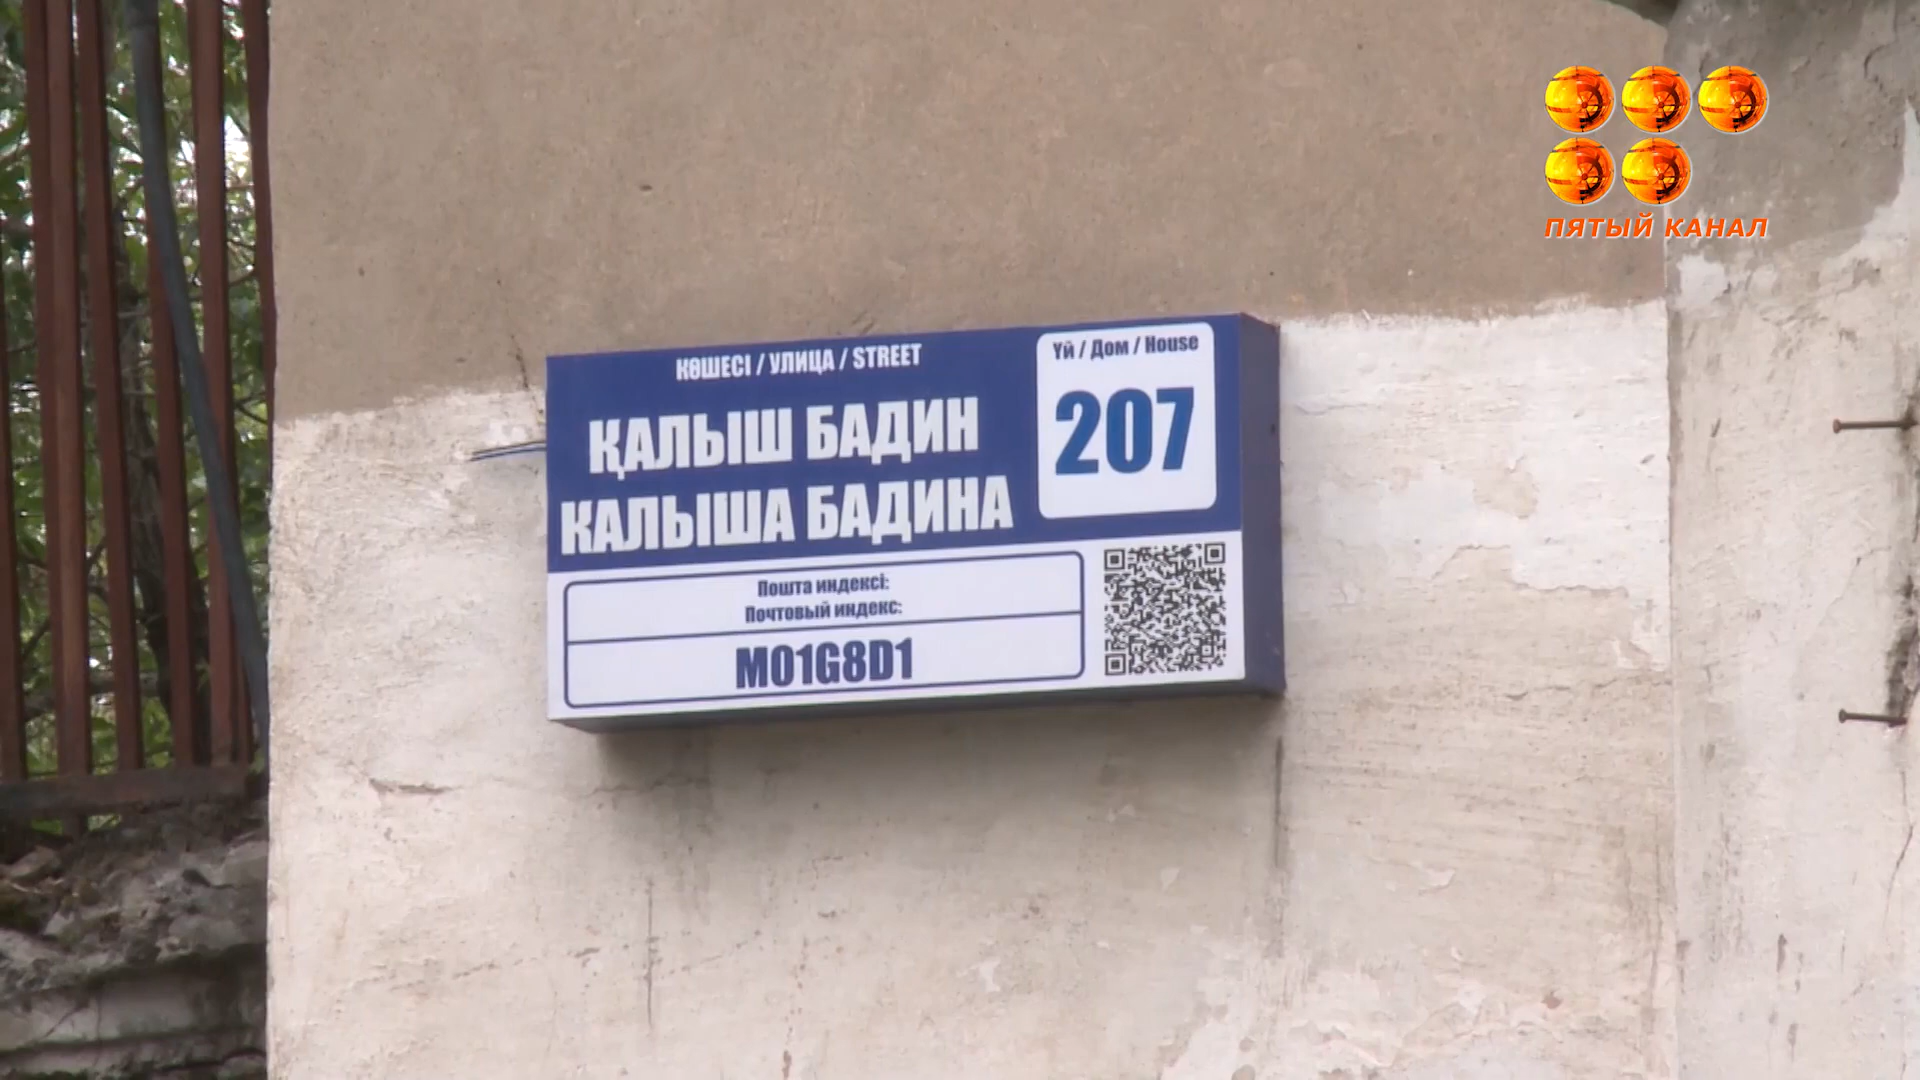 ПЯТЫЙ КАНАЛ
КӨШЕСІ / УЛИЦА / STREET
ҚАЛЫШ БАДИН
КАЛЫША БАДИНА
Үй / Дом / House
207
Пошта индексі:
Почтовый индекс:
M01G8D1